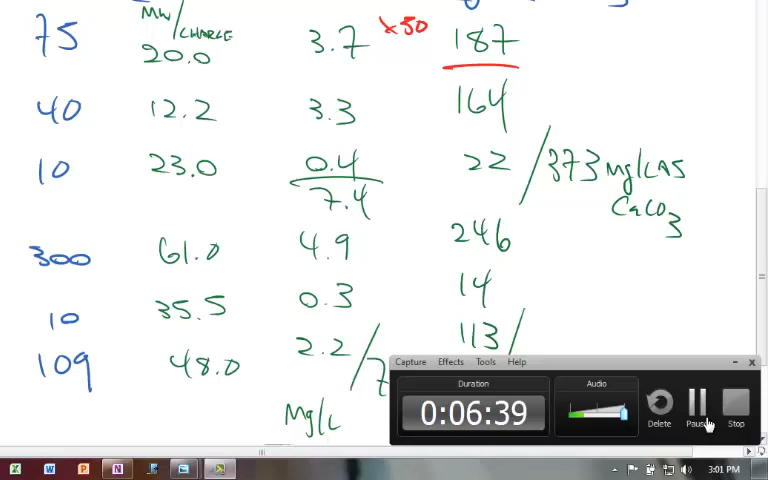 MW/CHARGE
75 20.0 3.7 x50 187
40 12.2 3.3 164
10 23.0 0.4 22 / 373 Mg/L AS
7.4 CaCO3
300 61.0 4.9 246
10 35.5 0.3 14
109 48.0 2.2 / 7 113 /
Mg/L
Capture Effects Tools Help
Duration Audio
0:06:39
Delete Pause Stop
3:01 PM